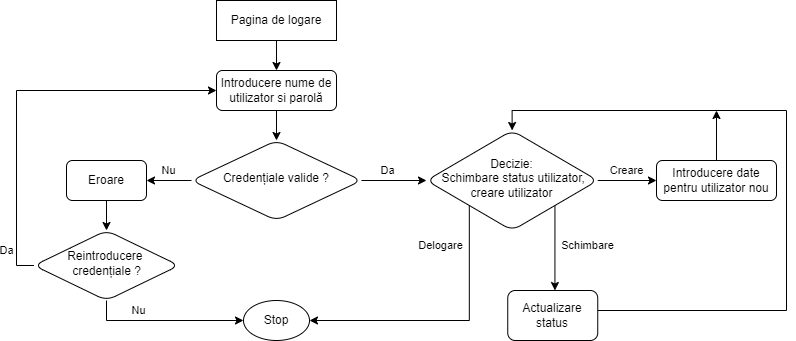 Pagina de logare
Introducere nume de
utilizator si parolă
Credențiale valide ?
Nu
Da
Eroare
Reintroducere
credențiale ?
Da
Nu
Stop
Decizie:
Schimbare status utilizator,
creare utilizator
Creare
Introducere date
pentru utilizator nou
Delogare
Schimbare
Actualizare
status